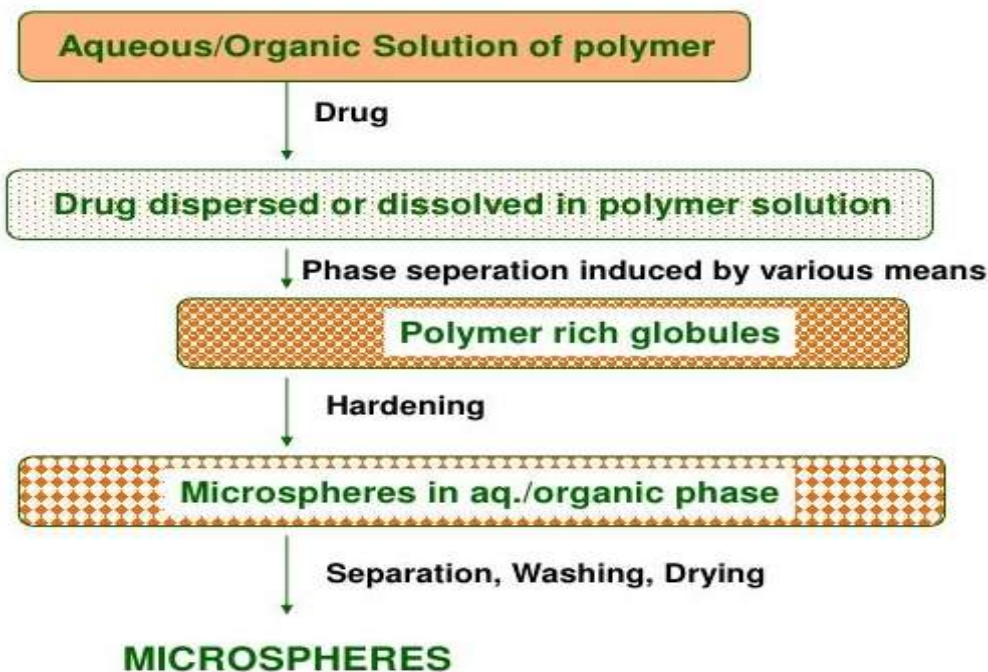 Aqueous/Organic Solution of polymer
Drug
Drug dispersed or dissolved in polymer solution
Phase seperation induced by various means
Polymer rich globules
Hardening
Microspheres in aq./organic phase
Separation, Washing, Drying
MICROSPHERES